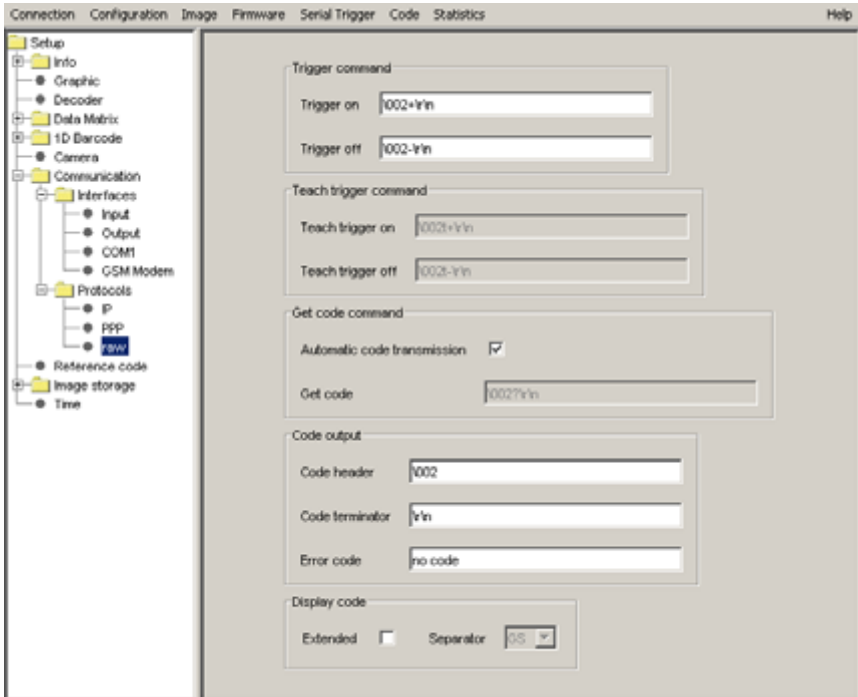 Connection Configuration Image Firmware Serial Trigger Code Statistics Help
Setup
Info
Graphic
Decoder
Data Matrix
1D Barcode
Camera
Communication
Interfaces
Input
Output
COM1
GSM Modem
Protocols
IP
PPP
raw
Reference code
Image storage
Time
Trigger command
Trigger on \002+\r\n
Trigger off \002-\r\n
Teach trigger command
Teach trigger on \002t+\r\n
Teach trigger off \002t-\r\n
Get code command
Automatic code transmission
Get code \002?\r\n
Code output
Code header \002
Code terminator \r\n
Error code no code
Display code
Extended Separator GS